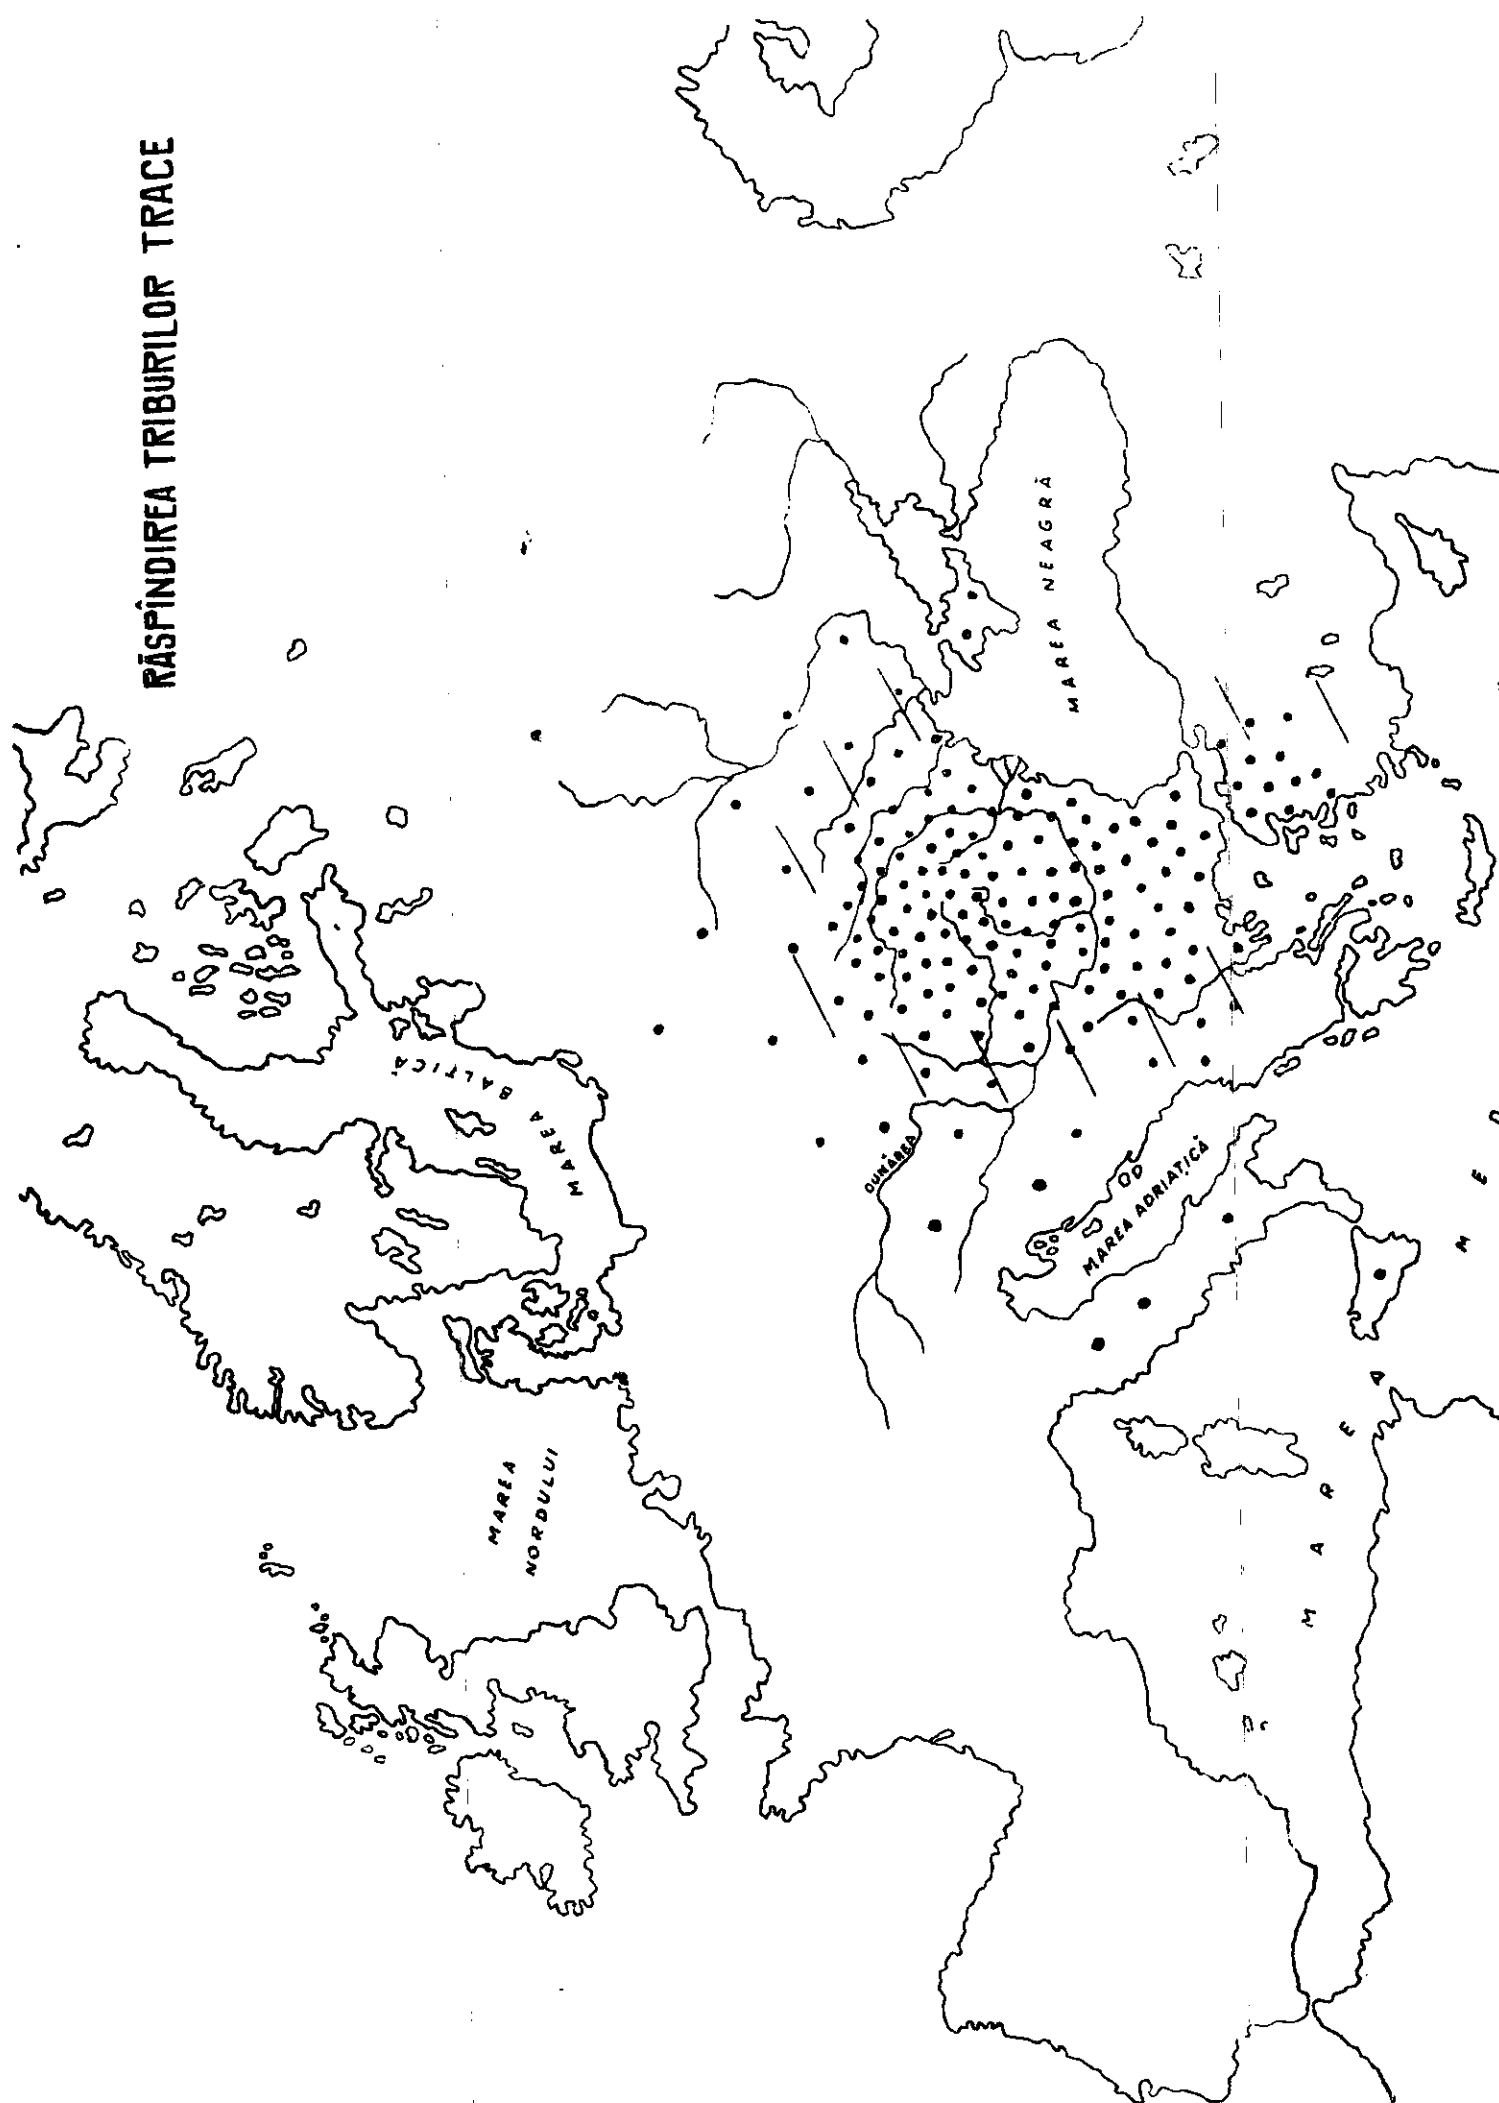 RĂSPÎNDIREA TRIBURILOR TRACE
MAREA BALTICĂ
MAREA
NORDULUI
MAREA NEAGRĂ
DUNĂREA
MAREA ADRIATICĂ
MAREA MED